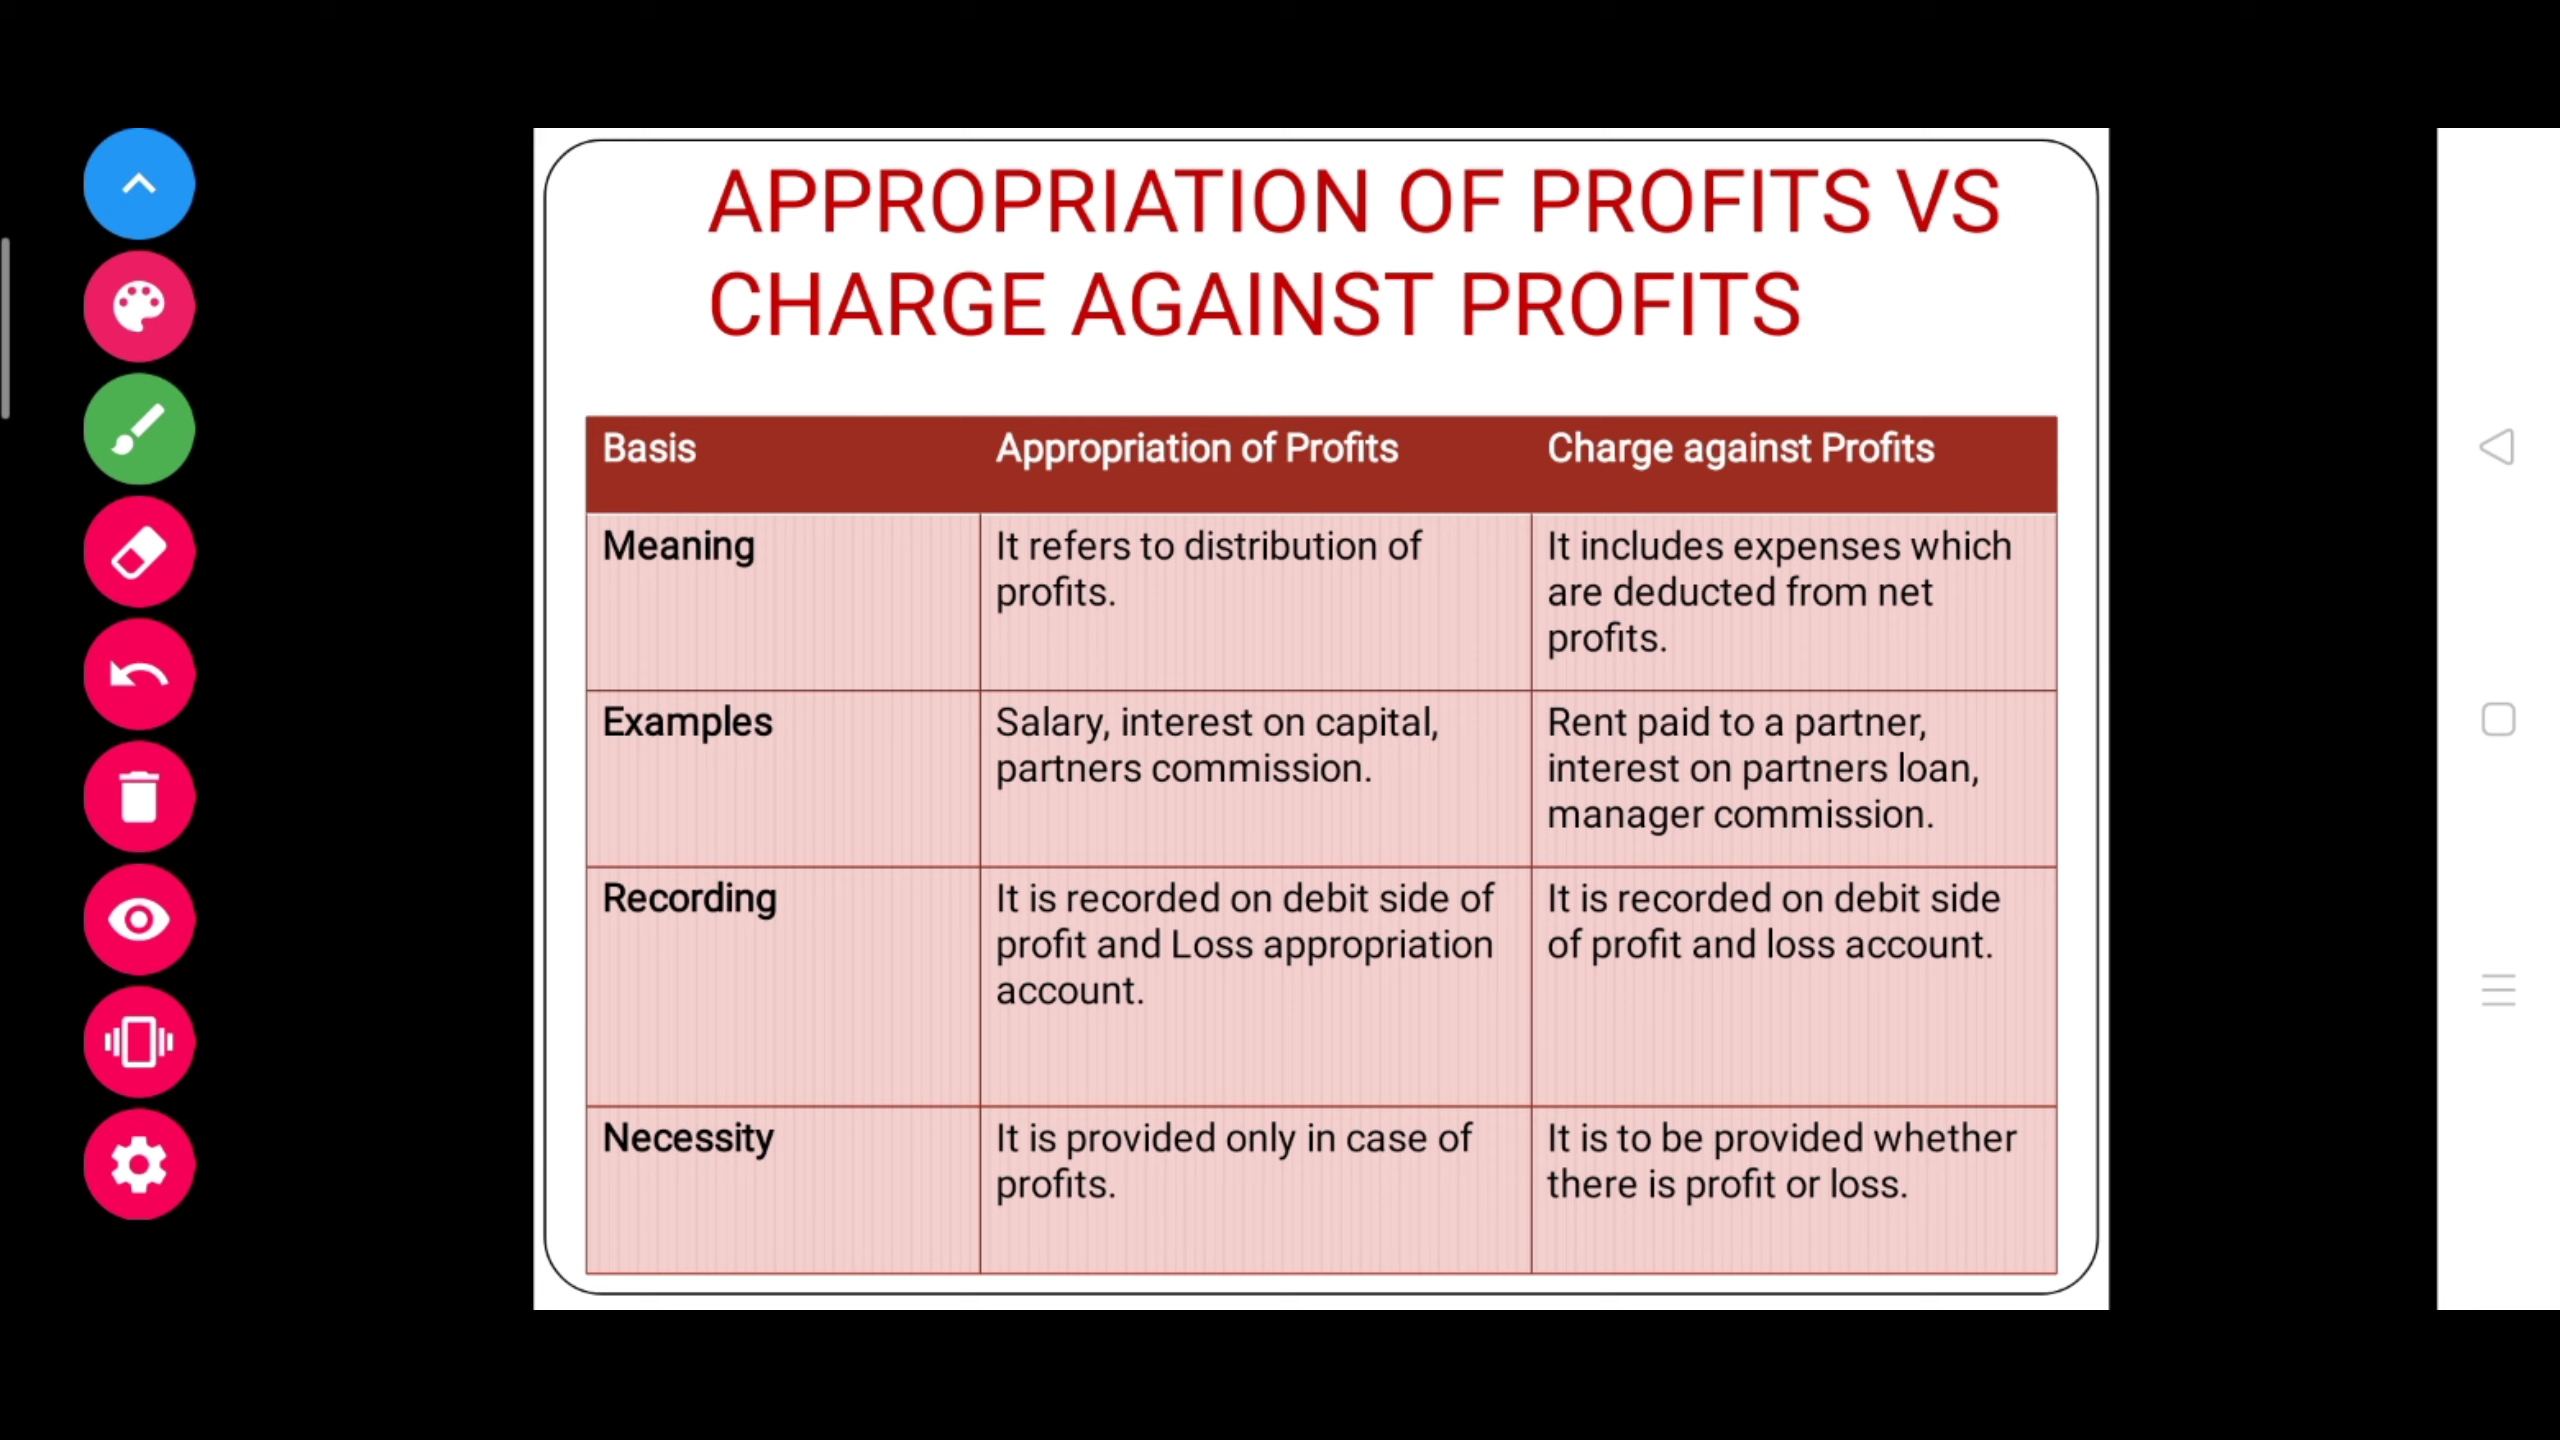 APPROPRIATION OF PROFITS VS
CHARGE AGAINST PROFITS
Basis
Appropriation of Profits
Charge against Profits
Meaning
It refers to distribution of
profits.
It includes expenses which
are deducted from net
profits.
Examples
Salary, interest on capital,
partners commission.
Rent paid to a partner,
interest on partners loan,
manager commission.
Recording
It is recorded on debit side of
profit and Loss appropriation
account.
It is recorded on debit side
of profit and loss account.
Necessity
It is provided only in case of
profits.
It is to be provided whether
there is profit or loss.